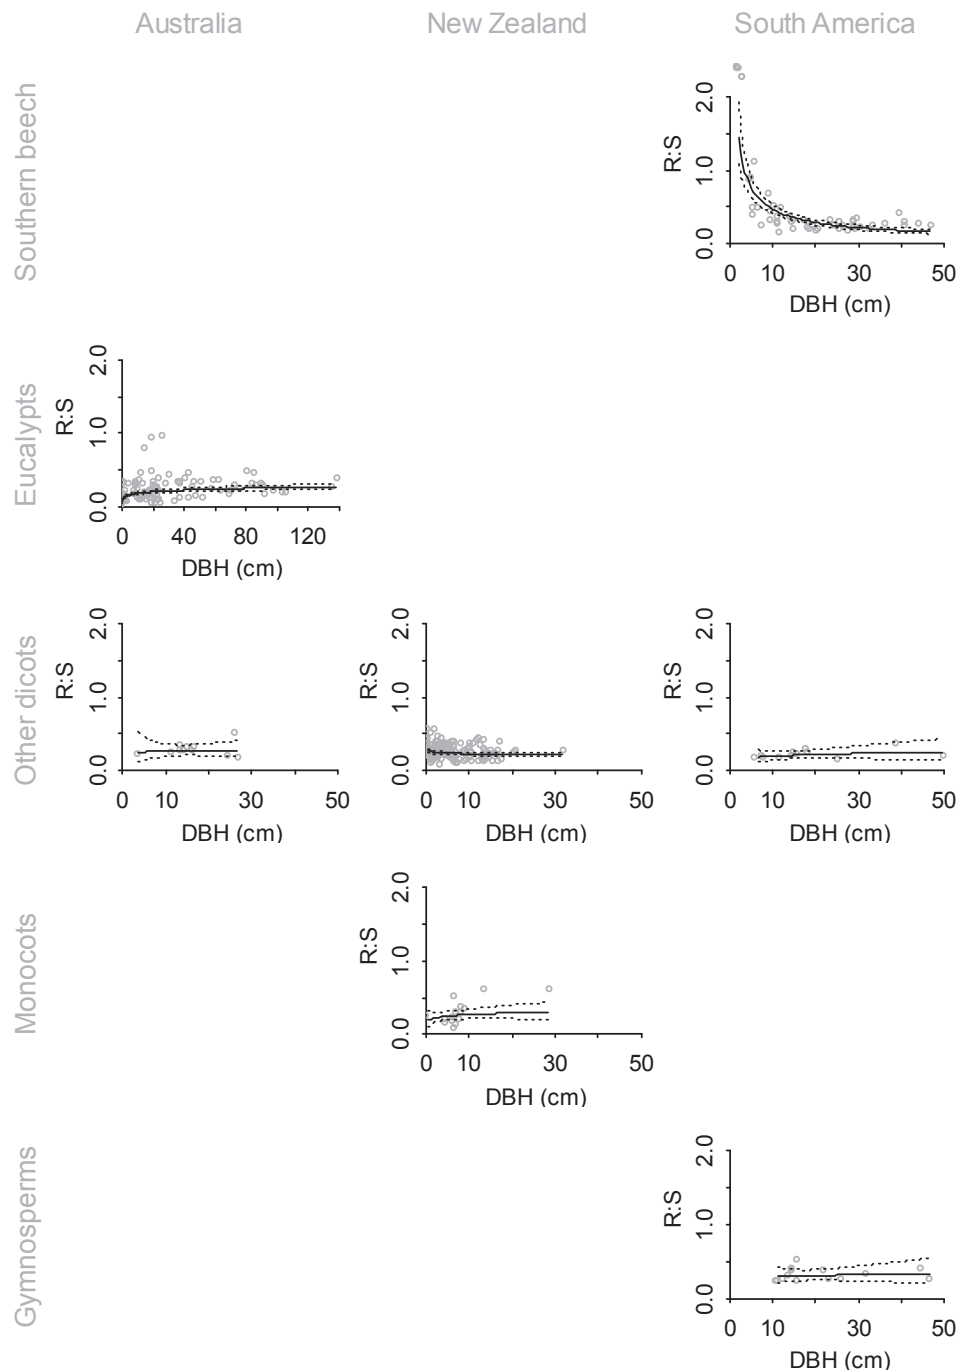 Australia New Zealand South America
Southern beech
R:S
0.0 1.0 2.0
0 10 30 50
DBH (cm)
Eucalypts
R:S
0.0 1.0 2.0
0 40 80 120
DBH (cm)
Other dicots
R:S
0.0 1.0 2.0
0 10 30 50
DBH (cm)
R:S
0.0 1.0 2.0
0 10 30 50
DBH (cm)
R:S
0.0 1.0 2.0
0 10 30 50
DBH (cm)
Monocots
R:S
0.0 1.0 2.0
0 10 30 50
DBH (cm)
Gymnosperms
R:S
0.0 1.0 2.0
0 10 30 50
DBH (cm)